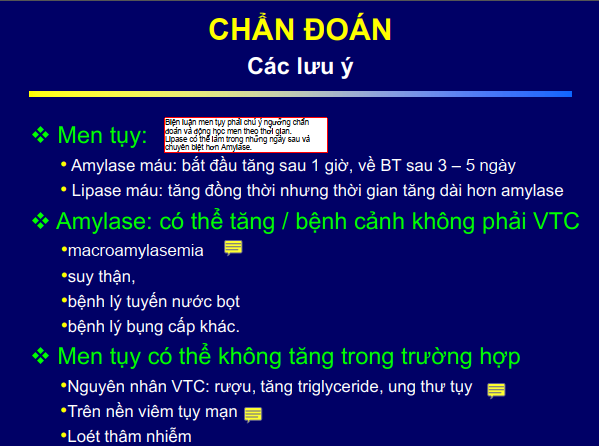 CHẨN ĐOÁN
Các lưu ý
❖ Men tụy:
Biện luận men tụy phải chú ý ngưỡng chẩn
đoán và động học men theo thời gian.
Lipase có thể làm trong những ngày sau và
chuyên biệt hơn Amylase.
• Amylase máu: bắt đầu tăng sau 1 giờ, về BT sau 3 – 5 ngày
• Lipase máu: tăng đồng thời nhưng thời gian tăng dài hơn amylase
❖ Amylase: có thể tăng / bệnh cảnh không phải VTC
•macroamylasemia
•suy thận,
•bệnh lý tuyến nước bọt
•bệnh lý bụng cấp khác.
❖ Men tụy có thể không tăng trong trường hợp
•Nguyên nhân VTC: rượu, tăng triglyceride, ung thư tụy
•Trên nền viêm tụy mạn
•Loét thâm nhiễm